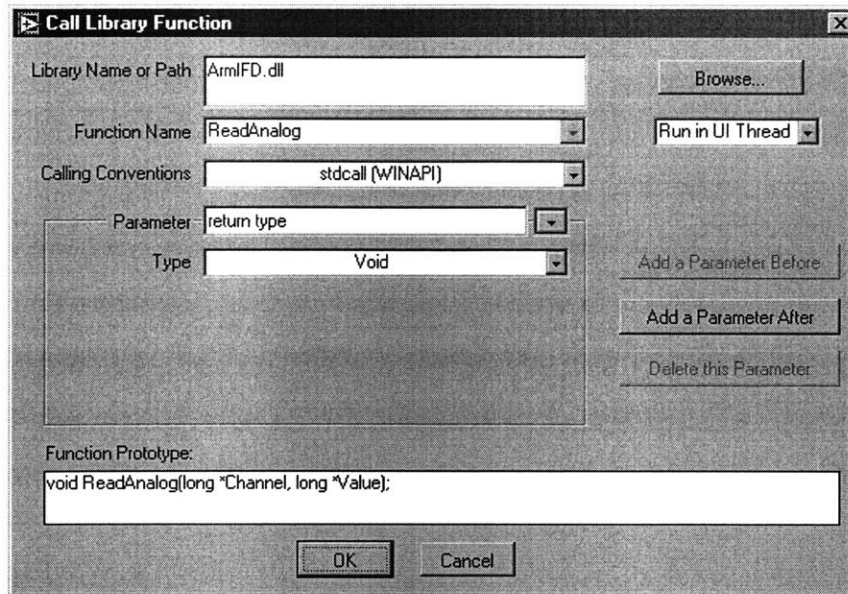 Call Library Function
Library Name or Path ArmIFD.dll Browse...
Function Name ReadAnalog Run in UI Thread
Calling Conventions stdcall (WINAPI)
Parameter return type
Type Void Add a Parameter Before
Add a Parameter After
Delete this Parameter
Function Prototype:
void ReadAnalog(long *Channel, long *Value);
OK Cancel